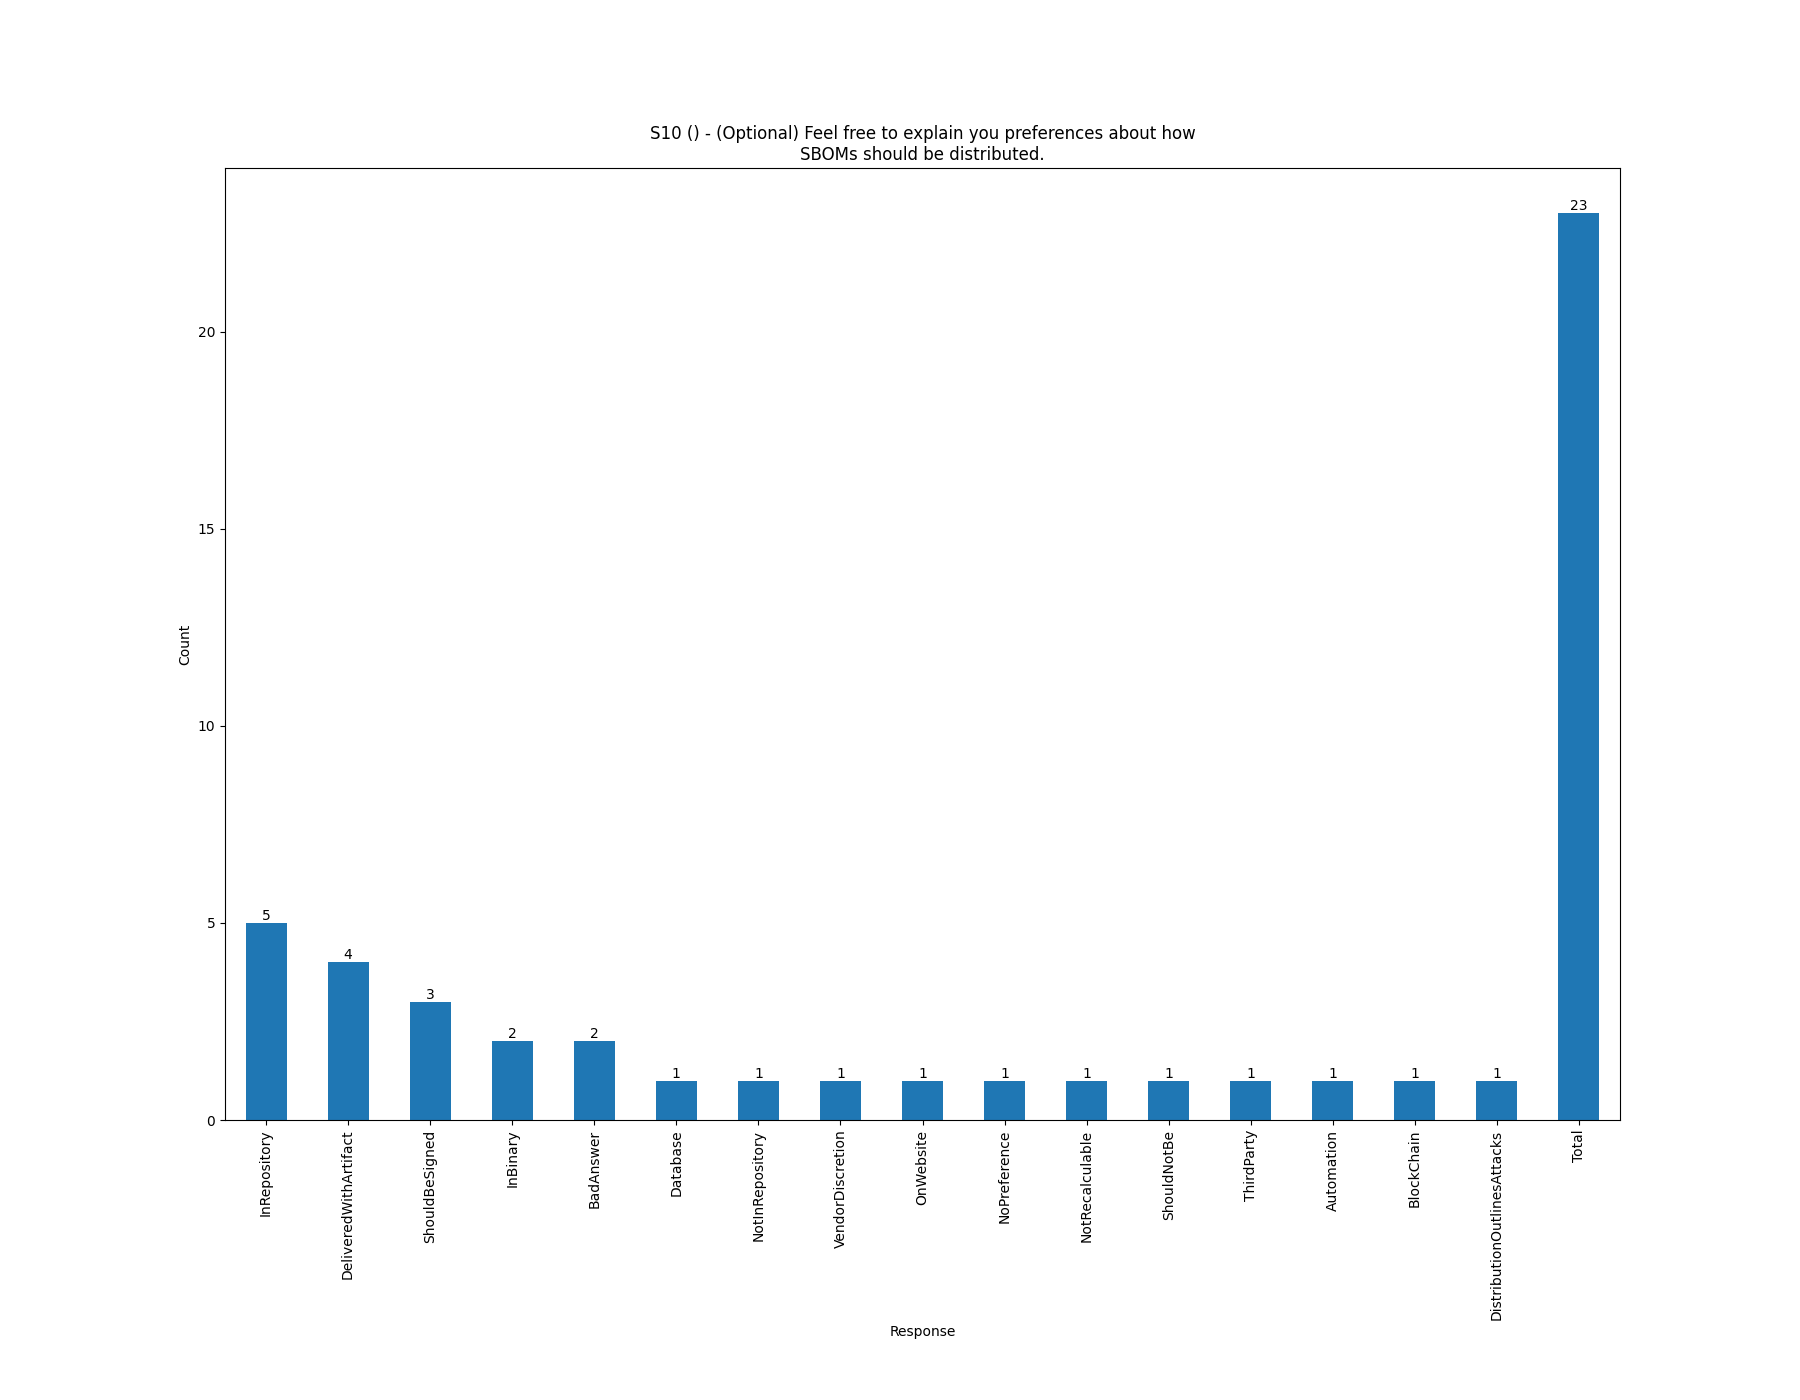 S10 () - (Optional) Feel free to explain you preferences about how
SBOMs should be distributed.
23
20
15
10
5
0
Count
5
4
3
2
2
1
1
1
1
1
1
1
1
1
1
1
InRepository
DeliveredWithArtifact
ShouldBeSigned
InBinary
BadAnswer
Database
NotInRepository
VendorDiscretion
OnWebsite
NoPreference
NotRecalculable
ShouldNotBe
ThirdParty
Automation
BlockChain
DistributionOutlinesAttacks
Total
Response